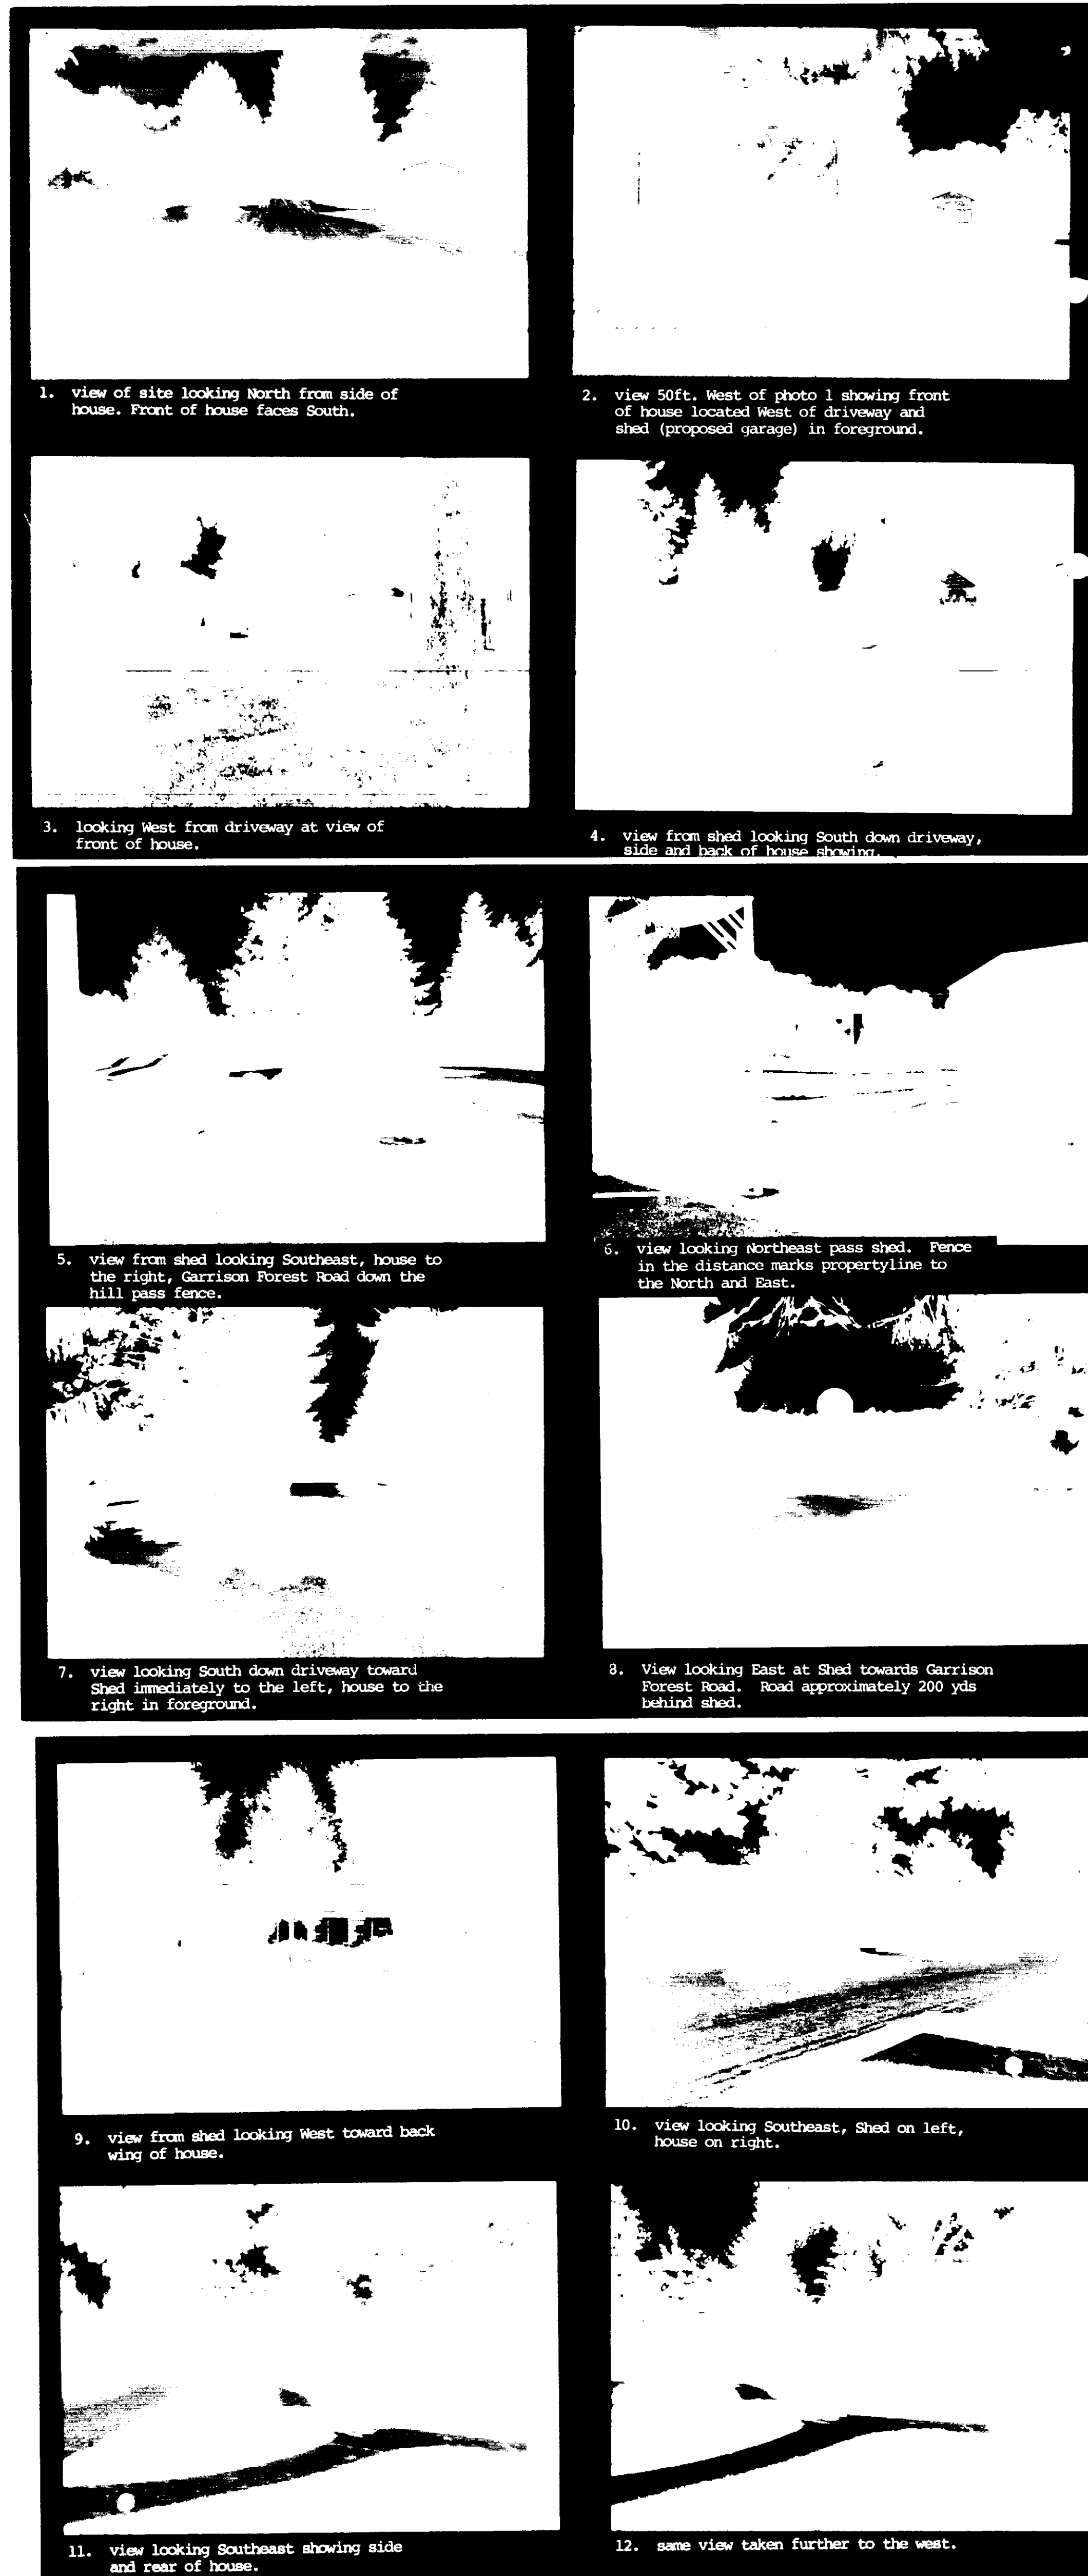 1. view of site looking North from side of
house. Front of house faces South.
2. view 50ft. West of photo 1 showing front
of house located West of driveway and
shed (proposed garage) in foreground.
3. looking West from driveway at view of
front of house.
4. view from shed looking South down driveway,
side and back of house showing.
5. view from shed looking Southeast, house to
the right, Garrison Forest Road down the
hill pass fence.
6. view looking Northeast pass shed. Fence
in the distance marks propertyline to
the North and East.
7. view looking South down driveway toward
Shed immediately to the left, house to the
right in foreground.
8. View looking East at Shed towards Garrison
Forest Road. Road approximately 200 yds
behind shed.
9. view from shed looking West toward back
wing of house.
10. view looking Southeast, Shed on left,
house on right.
11. view looking Southeast showing side
and rear of house.
12. same view taken further to the west.